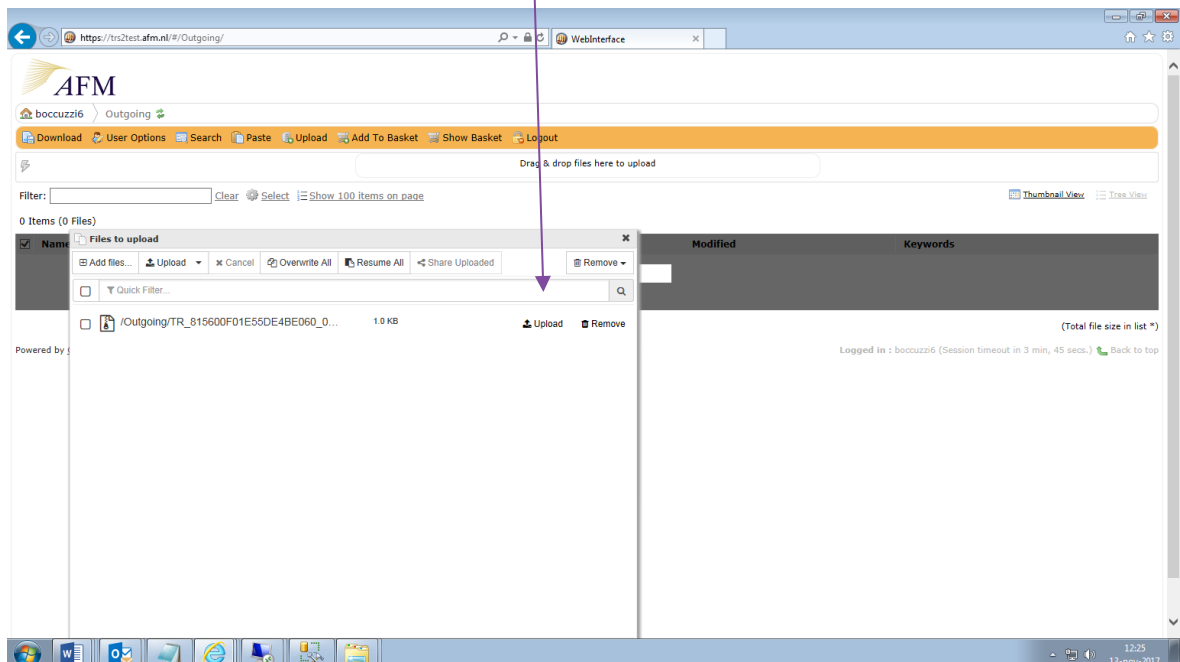 https://trs2test.afm.nl/#/Outgoing/
WebInterface
AFM
boccuzzi6 Outgoing
Download User Options Search Paste Upload Add To Basket Show Basket Logout
Drag & drop files here to upload
Filter: Clear Select Show 100 items on page Thumbnail View Tree View
0 Items (0 Files)
Name Modified Keywords
Files to upload
Add files... Upload Cancel Overwrite All Resume All Share Uploaded Remove
Quick Filter...
/Outgoing/TR_815600F01E55DE4BE060_0... 1.0 KB Upload Remove
(Total file size in list *)
Powered by
Logged in : boccuzzi6 (Session timeout in 3 min, 45 secs.) Back to top
12:25
13-nov-2017